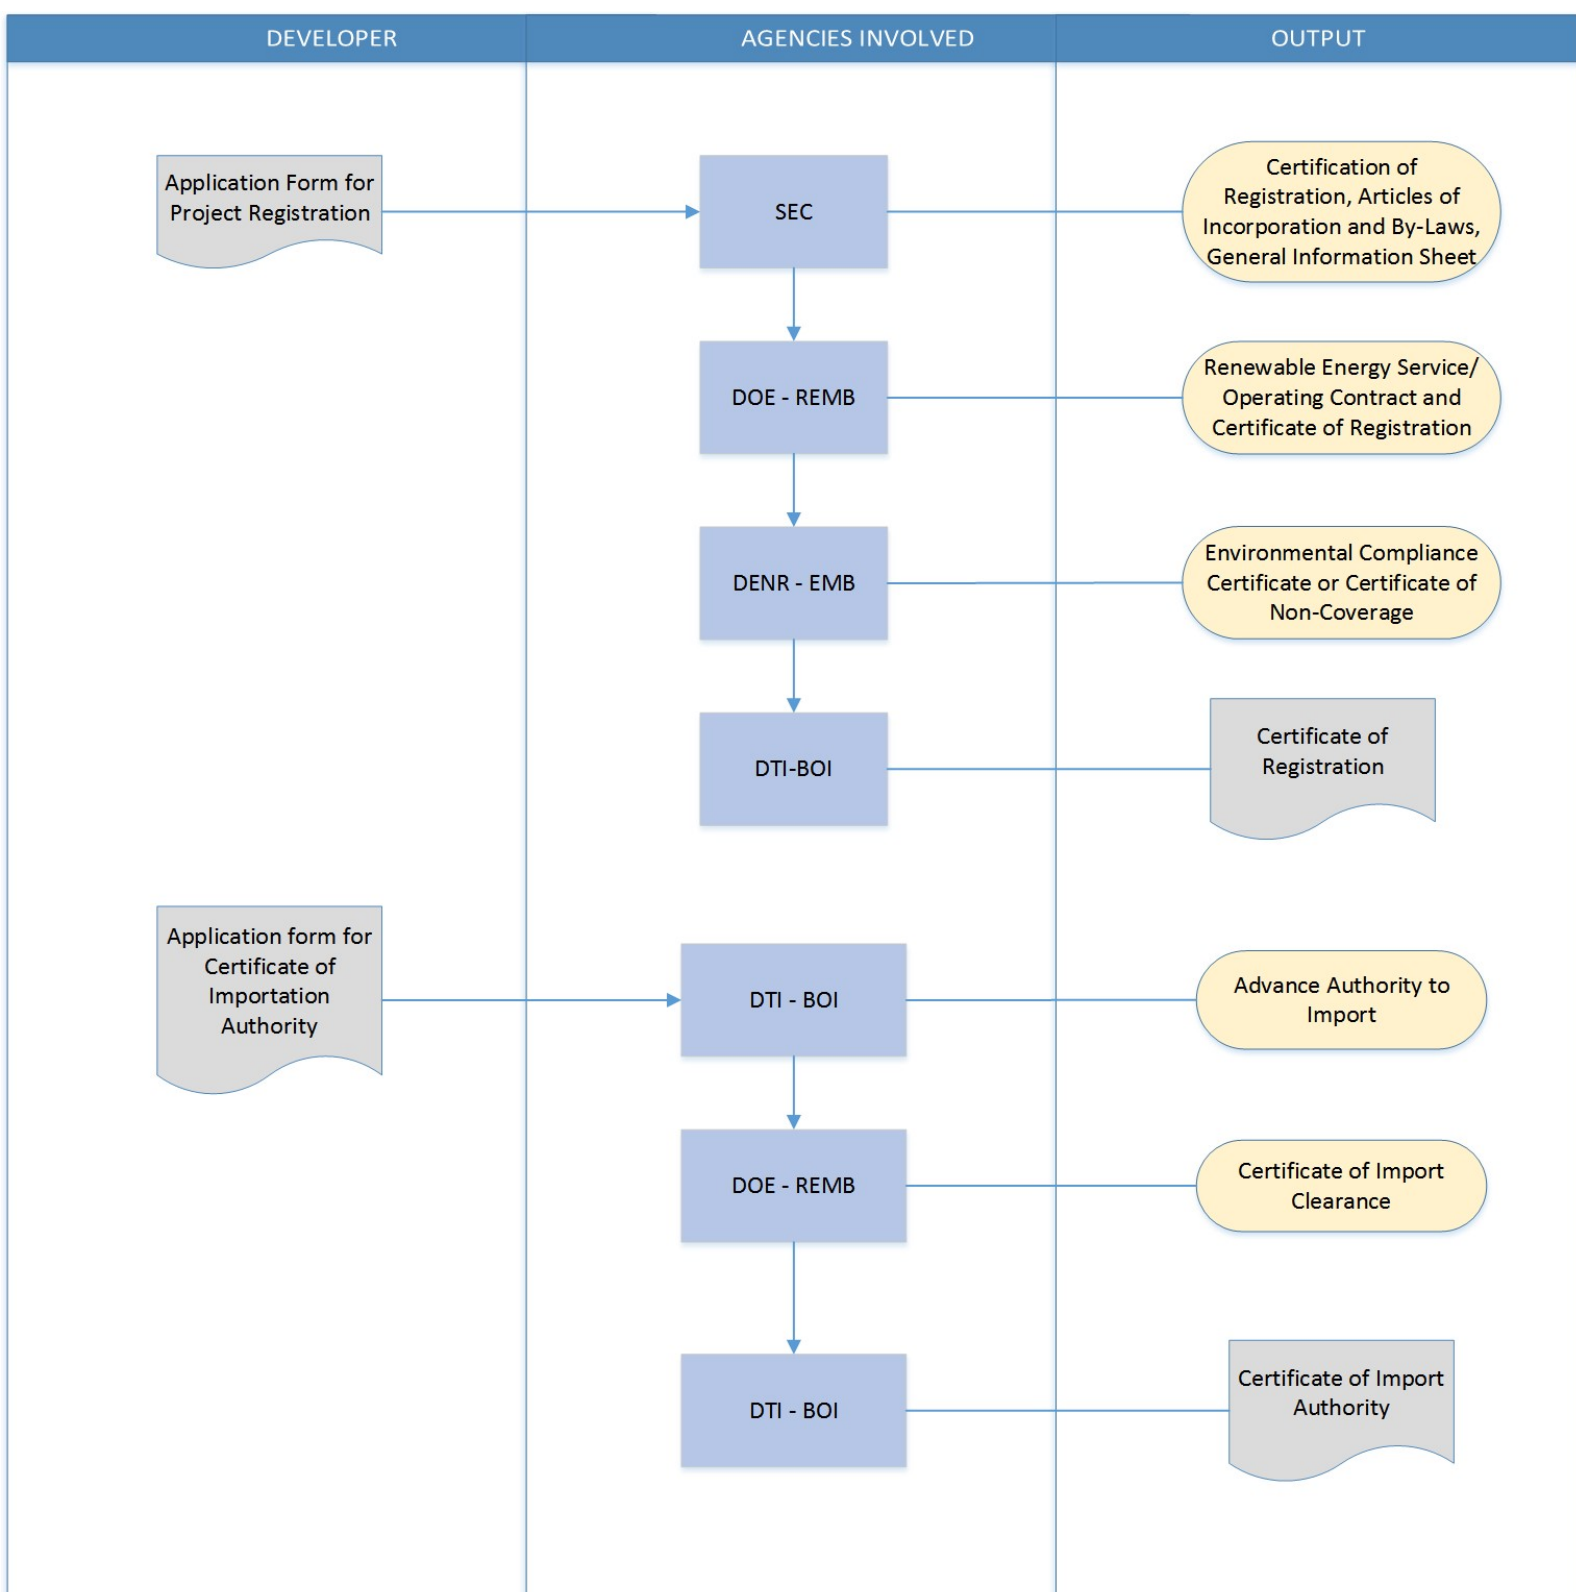 DEVELOPER
AGENCIES INVOLVED
OUTPUT
Application Form for
Project Registration
SEC
Certification of
Registration, Articles of
Incorporation and By-Laws,
General Information Sheet
DOE - REMB
Renewable Energy Service/
Operating Contract and
Certificate of Registration
DENR - EMB
Environmental Compliance
Certificate or Certificate of
Non-Coverage
DTI-BOI
Certificate of
Registration
Application form for
Certificate of
Importation
Authority
DTI - BOI
Advance Authority to
Import
DOE - REMB
Certificate of Import
Clearance
DTI - BOI
Certificate of Import
Authority